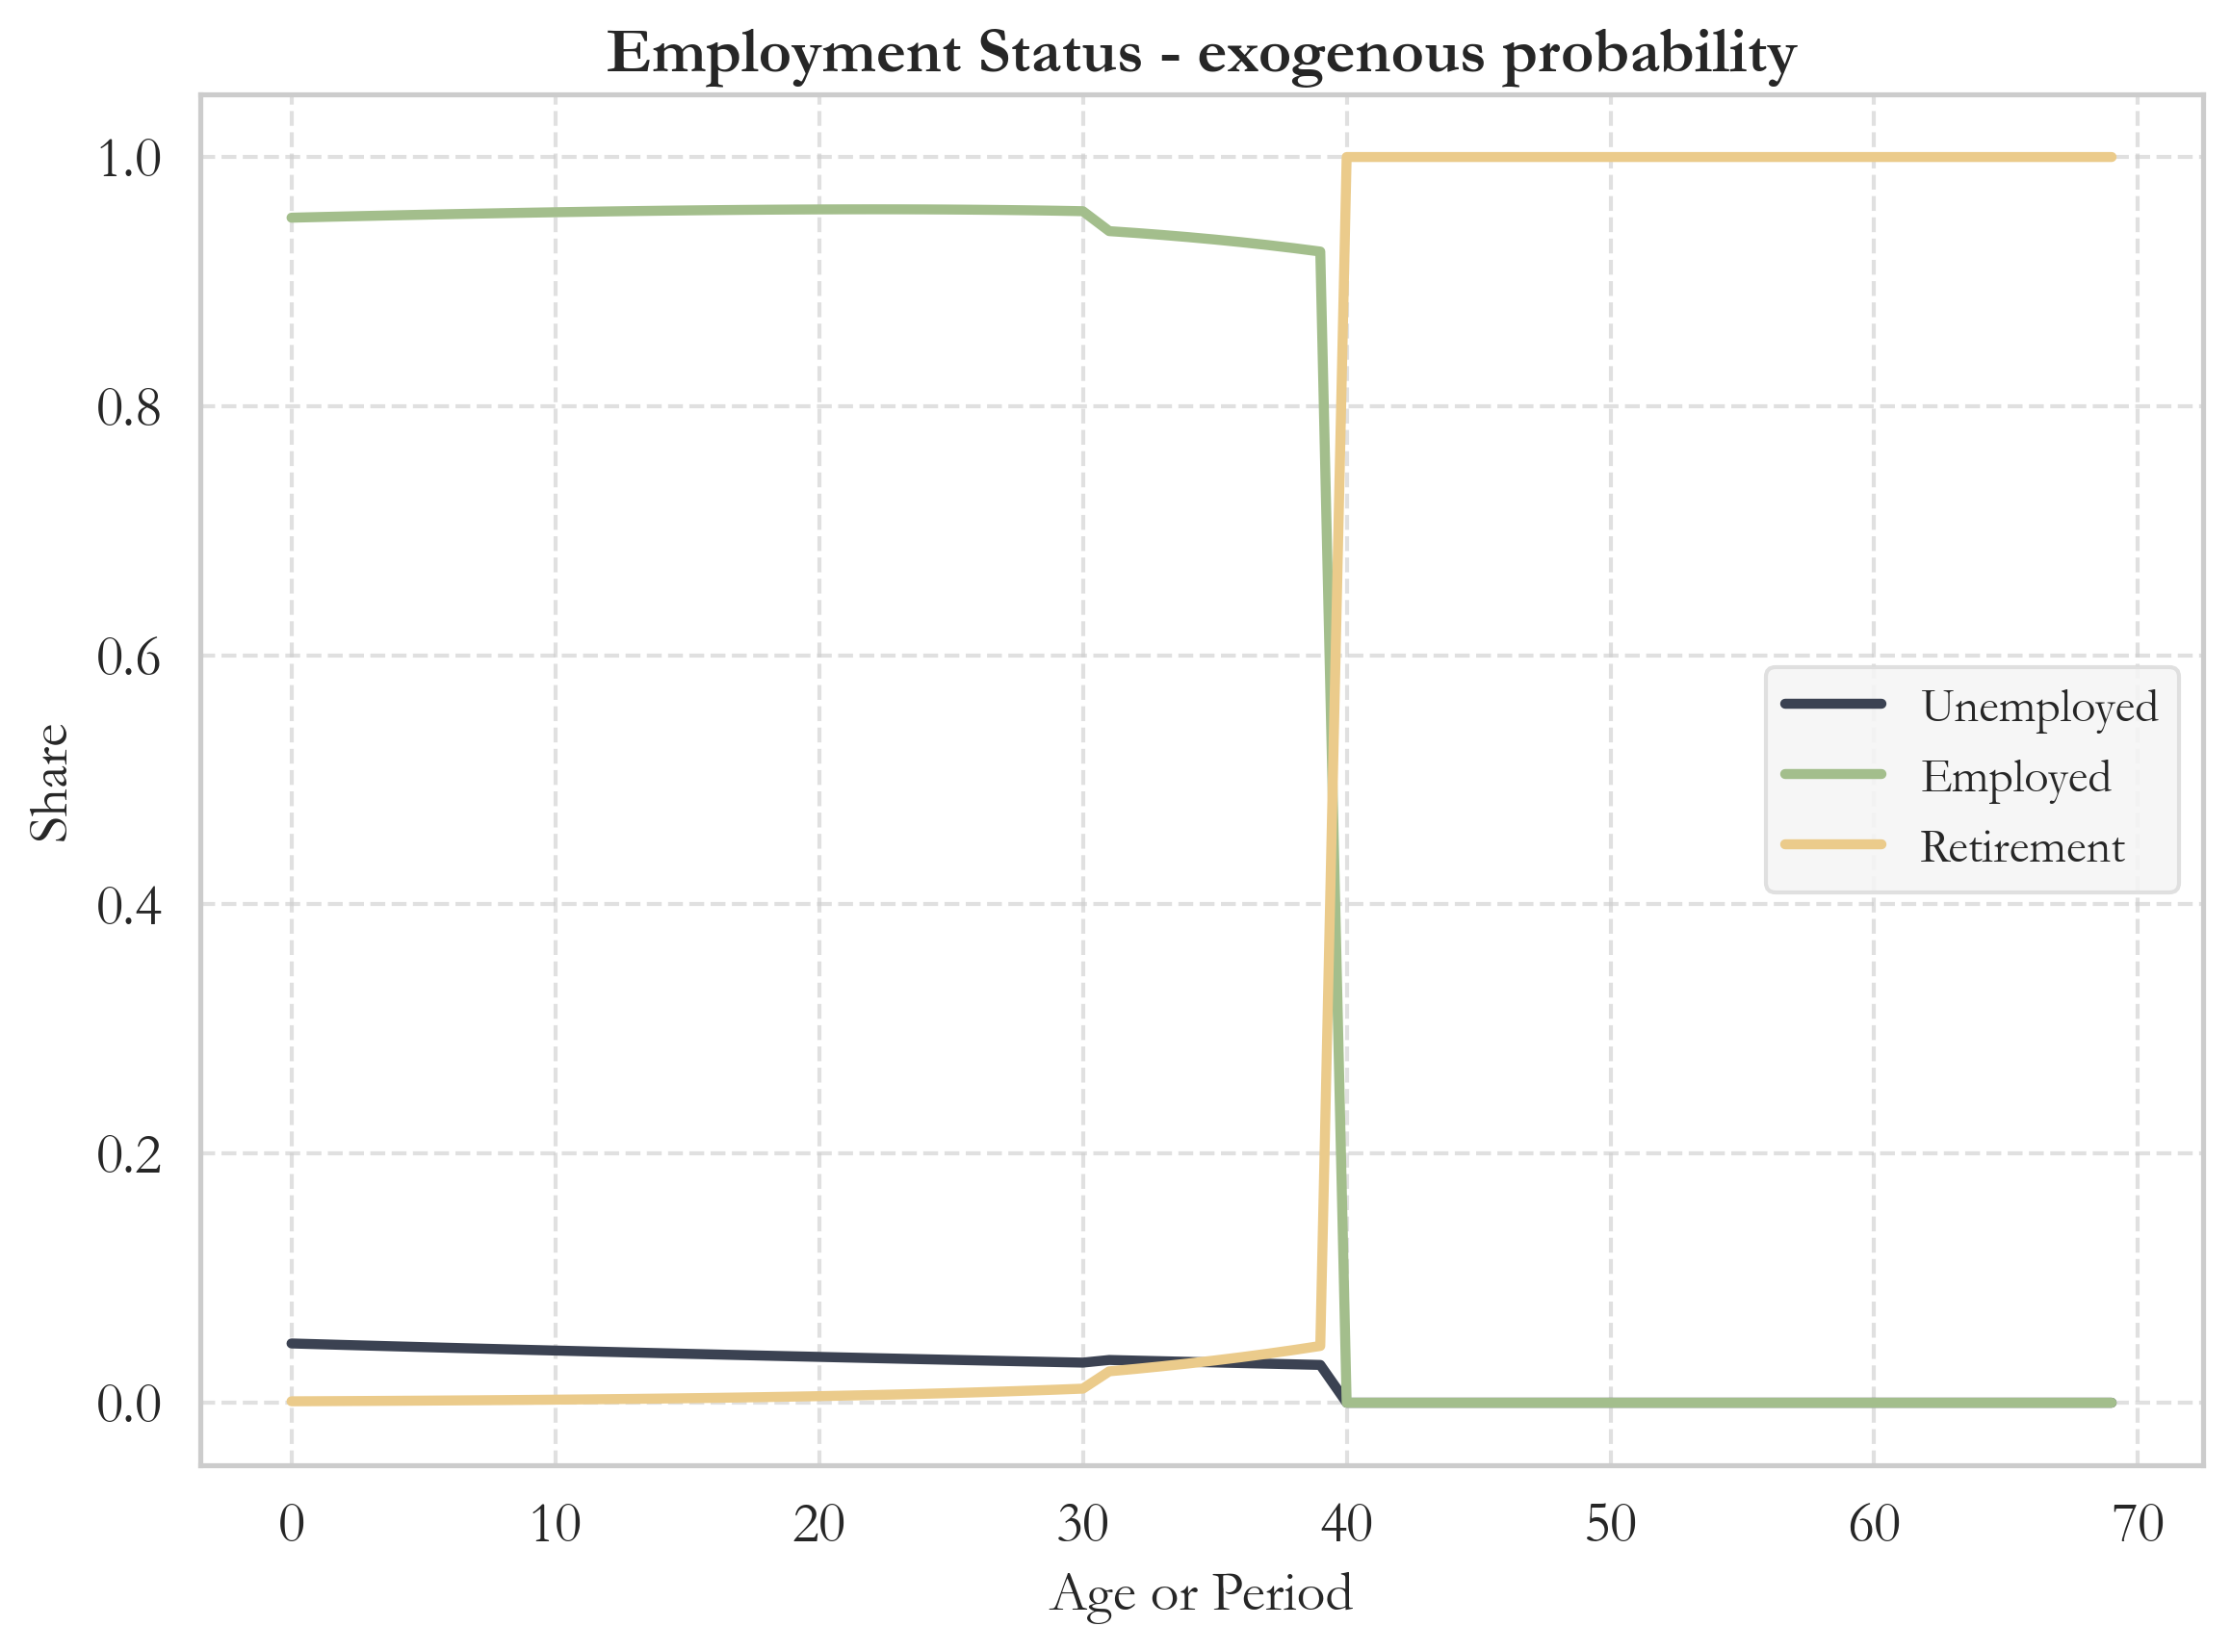 Employment Status - exogenous probability
1.0
0.8
0.6
0.4
0.2
0.0
Share
Unemployed
Employed
Retirement
0 10 20 30 40 50 60 70
Age or Period